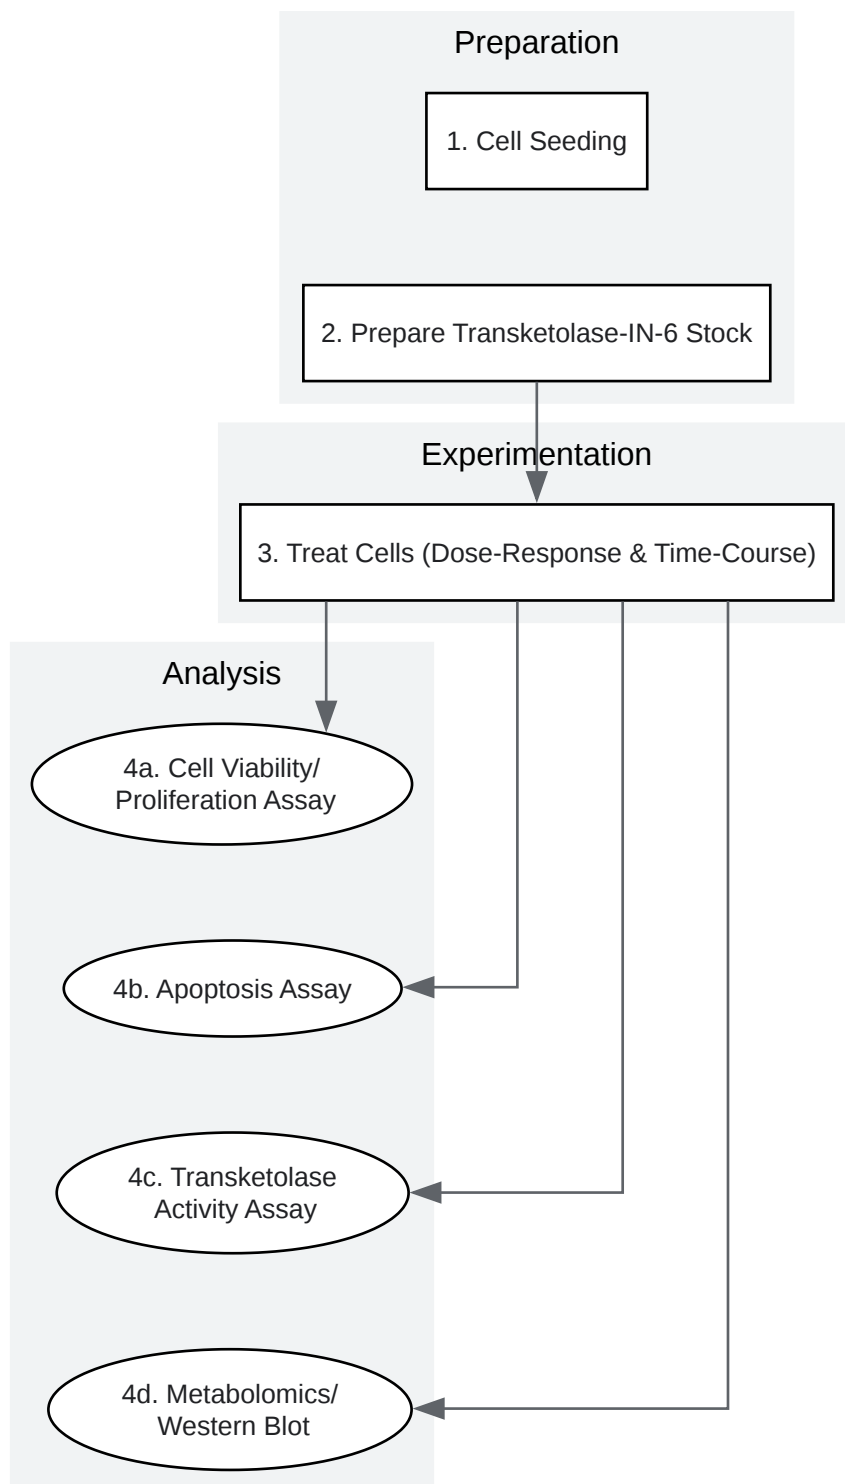 Preparation
1. Cell Seeding
2. Prepare Transketolase-IN-6 Stock
Experimentation
3. Treat Cells (Dose-Response & Time-Course)
Analysis
4a. Cell Viability/
Proliferation Assay
4b. Apoptosis Assay
4c. Transketolase
Activity Assay
4d. Metabolomics/
Western Blot